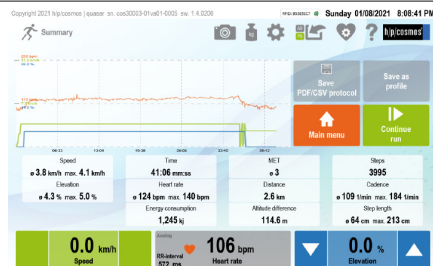 Copyright 2021 h/p/cosmos | quasar sn. cos30003-01va01-0005 sw. 1.4.0206
Sunday 01/08/2021 8:08:41 PM
Summary
?
h/p/cosmos
Save
PDF/CSV protocol
Save as
profile
Main menu
Continue
run
Speed
ø 3.8 km/h max. 4.1 km/h
Time
41:06 mm:ss
MET
ø 3
Steps
3995
Elevation
ø 4.3 % max. 5.0 %
Heart rate
ø 124 bpm max. 140 bpm
Distance
2.6 km
Cadence
ø 109 1/min max. 184 1/min
Energy consumption
1,245 kj
Altitude difference
114.6 m
Step length
ø 64 cm max. 213 cm
0.0 km/h
Speed
RR-interval
572 ms
106 bpm
Heart rate
0.0 %
Elevation